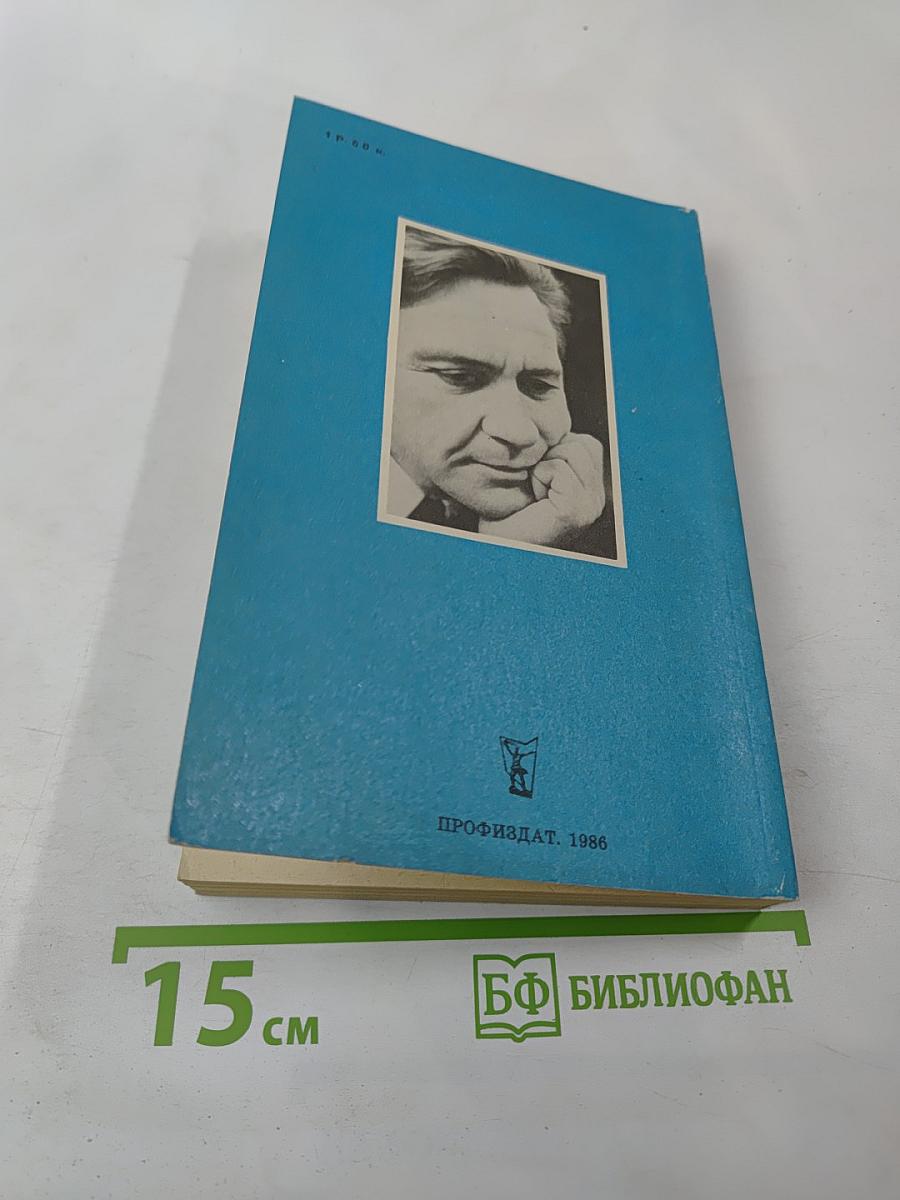 1 р. 60 к.
ПРОФИЗДАТ. 1986
15 см
БФ БИБЛИОФАН